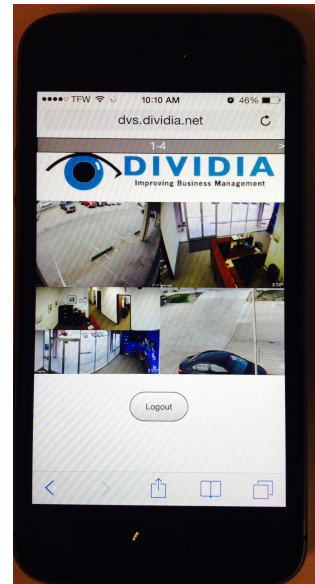 TFW 10:10 AM 46%
dvs.dividia.net
1-4 >
DIVIDIA
Improving Business Management
Logout